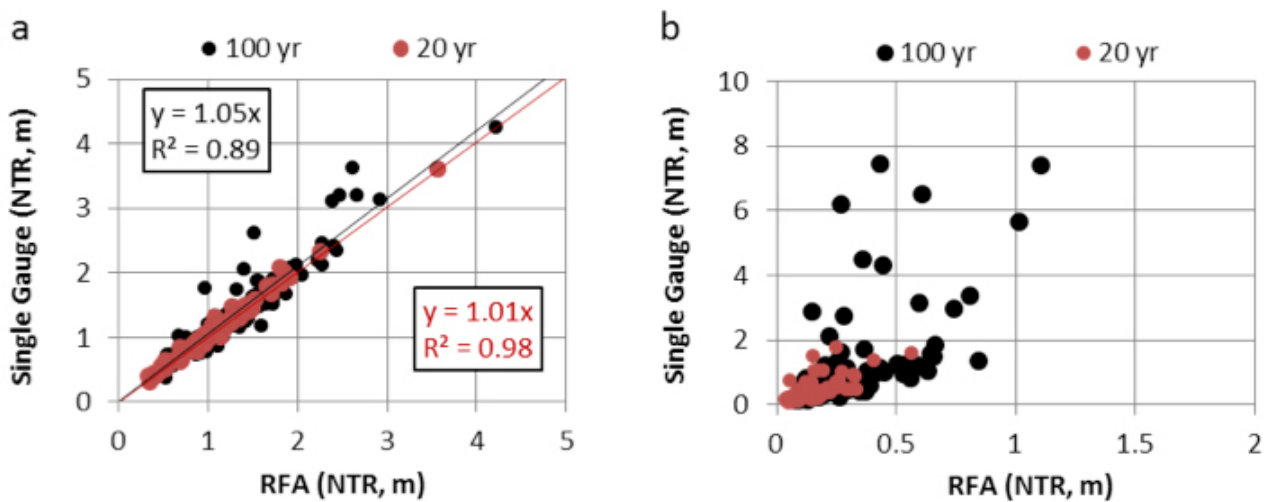 a
100 yr
20 yr
Single Gauge (NTR, m)
5
4
3
2
1
0
y = 1.05x
R² = 0.89
y = 1.01x
R² = 0.98
0 1 2 3 4 5
RFA (NTR, m)
b
100 yr
20 yr
Single Gauge (NTR, m)
10
8
6
4
2
0
0 0.5 1 1.5 2
RFA (NTR, m)